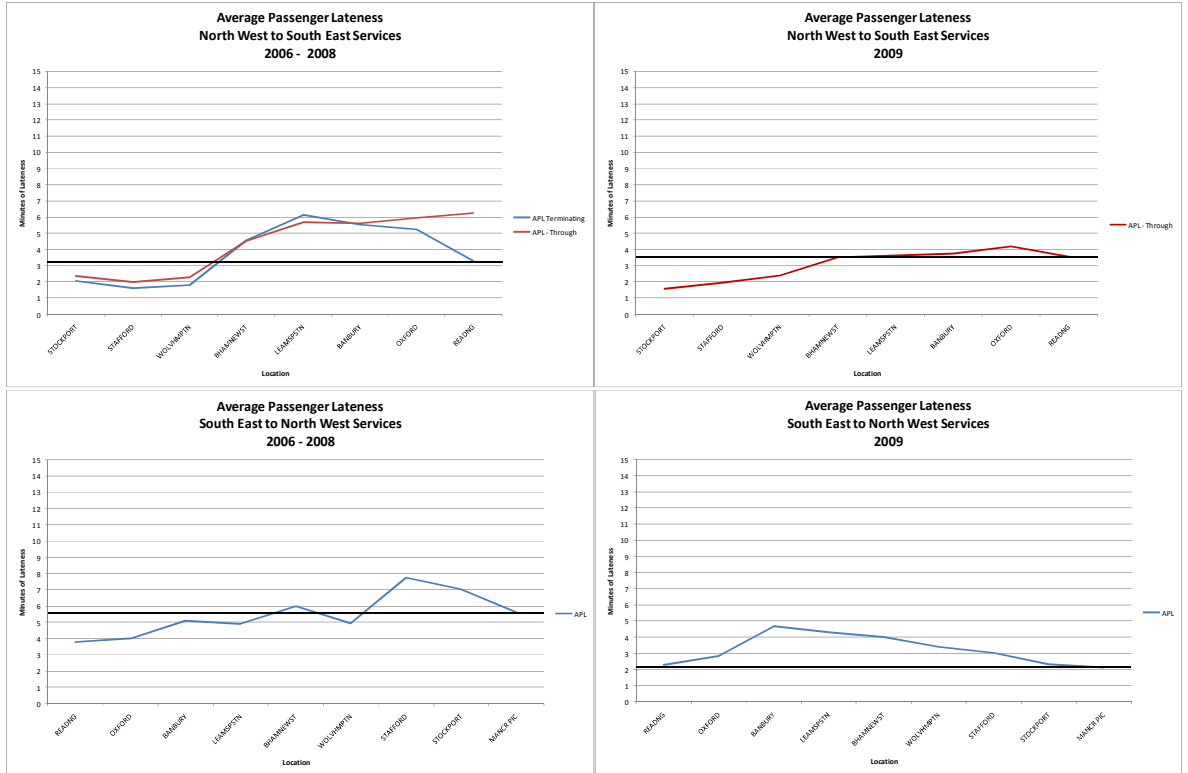 Average Passenger Lateness
North West to South East Services
2006 - 2008
15
14
13
12
11
10
9
8
7
6
5
4
3
2
1
0
Minutes of Lateness
STOCKPORT
STAFFORD
WOLVHMPTN
BHAMNEWST
LEAMSPSTN
BANBURY
OXFORD
READNG
Location
APL Terminating
APL - Through
Average Passenger Lateness
North West to South East Services
2009
15
14
13
12
11
10
9
8
7
6
5
4
3
2
1
0
Minutes of Lateness
STOCKPORT
STAFFORD
WOLVHMPTN
BHAMNEWST
LEAMSPSTN
BANBURY
OXFORD
READNG
Location
APL - Through
Average Passenger Lateness
South East to North West Services
2006 - 2008
15
14
13
12
11
10
9
8
7
6
5
4
3
2
1
0
Minutes of Lateness
READNG
OXFORD
BANBURY
LEAMSPSTN
BHAMNEWST
WOLVHMPTN
STAFFORD
STOCKPORT
MANCR PIC
Location
APL
Average Passenger Lateness
South East to North West Services
2009
15
14
13
12
11
10
9
8
7
6
5
4
3
2
1
0
Minutes of Lateness
READNG
OXFORD
BANBURY
LEAMSPSTN
BHAMNEWST
WOLVHMPTN
STAFFORD
STOCKPORT
MANCR PIC
Location
APL